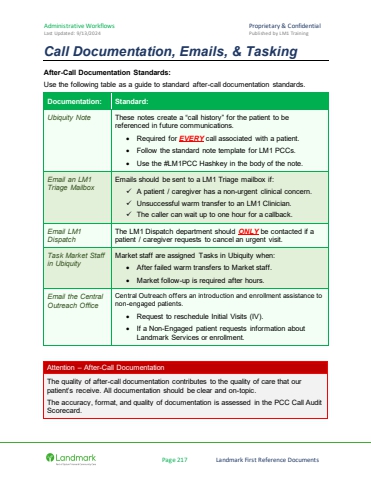 Administrative Workflows Proprietary & Confidential
Last Updated: 9/13/2024 Published by LM1 Training
Call Documentation, Emails, & Tasking
After-Call Documentation Standards:
Use the following table as a guide to standard after-call documentation standards.
Documentation: Standard:
Ubiquity Note These notes create a "call history" for the patient to be
referenced in future communications.
• Required for EVERY call associated with a patient.
• Follow the standard note template for LM1 PCCs.
• Use the #LM1PCC Hashkey in the body of the note.
Email an LM1 Emails should be sent to a LM1 Triage mailbox if:
Triage Mailbox
✓ A patient / caregiver has a non-urgent clinical concern.
✓ Unsuccessful warm transfer to an LM1 Clinician.
✓ The caller can wait up to one hour for a callback.
Email LM1 The LM1 Dispatch department should ONLY be contacted if a
Dispatch patient / caregiver requests to cancel an urgent visit.
Task Market Staff Market staff are assigned Tasks in Ubiquity when:
in Ubiquity
• After failed warm transfers to Market staff.
• Market follow-up is required after hours.
Email the Central Central Outreach offers an introduction and enrollment assistance to
Outreach Office non-engaged patients.
• Request to reschedule Initial Visits (IV).
• If a Non-Engaged patient requests information about
Landmark Services or enrollment.
Attention – After-Call Documentation
The quality of after-call documentation contributes to the quality of care that our
patient's receive. All documentation should be clear and on-topic.
The accuracy, format, and quality of documentation is assessed in the PCC Call Audit
Scorecard.
Landmark Page 217 Landmark First Reference Documents